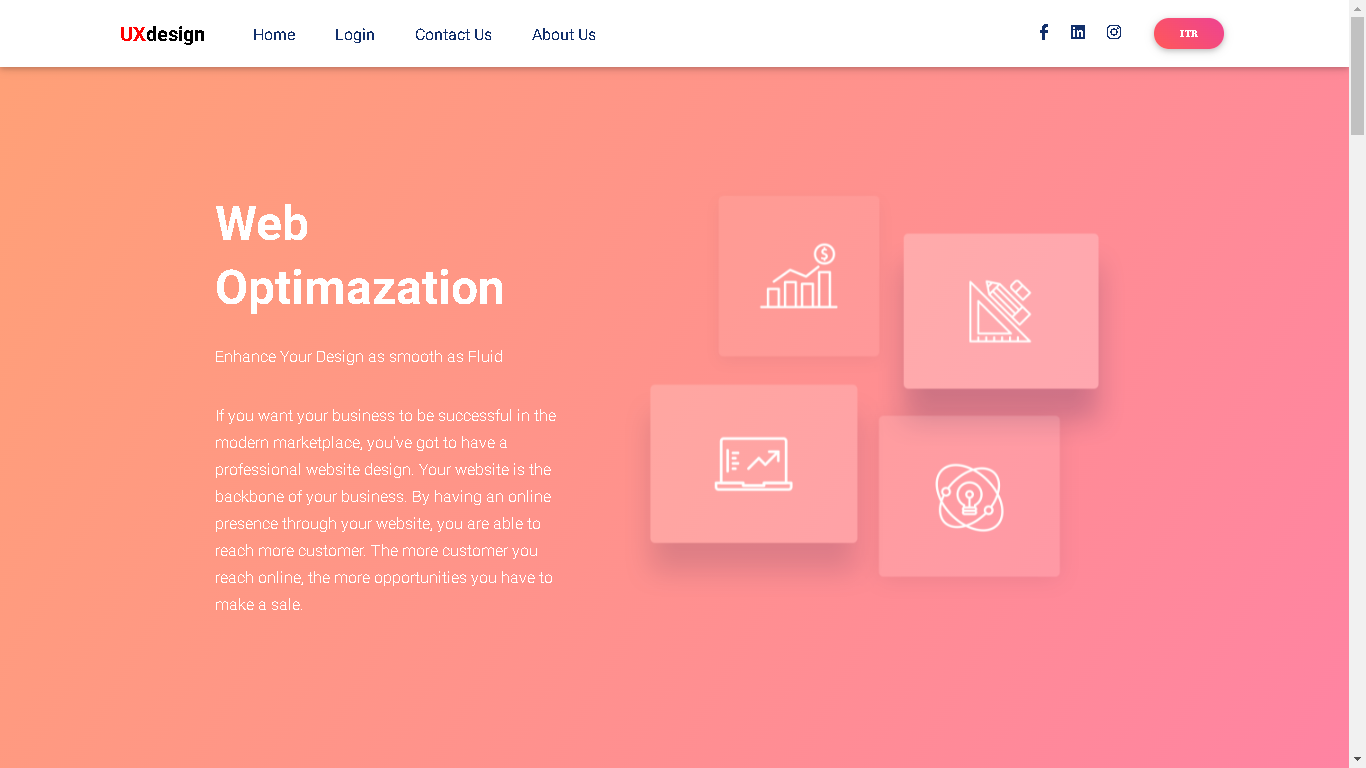 UXdesign Home Login Contact Us About Us ITR
Web
Optimazation
Enhance Your Design as smooth as Fluid
If you want your business to be successful in the
modern marketplace, you've got to have a
professional website design. Your website is the
backbone of your business. By having an online
presence through your website, you are able to
reach more customer. The more customer you
reach online, the more opportunities you have to
make a sale.